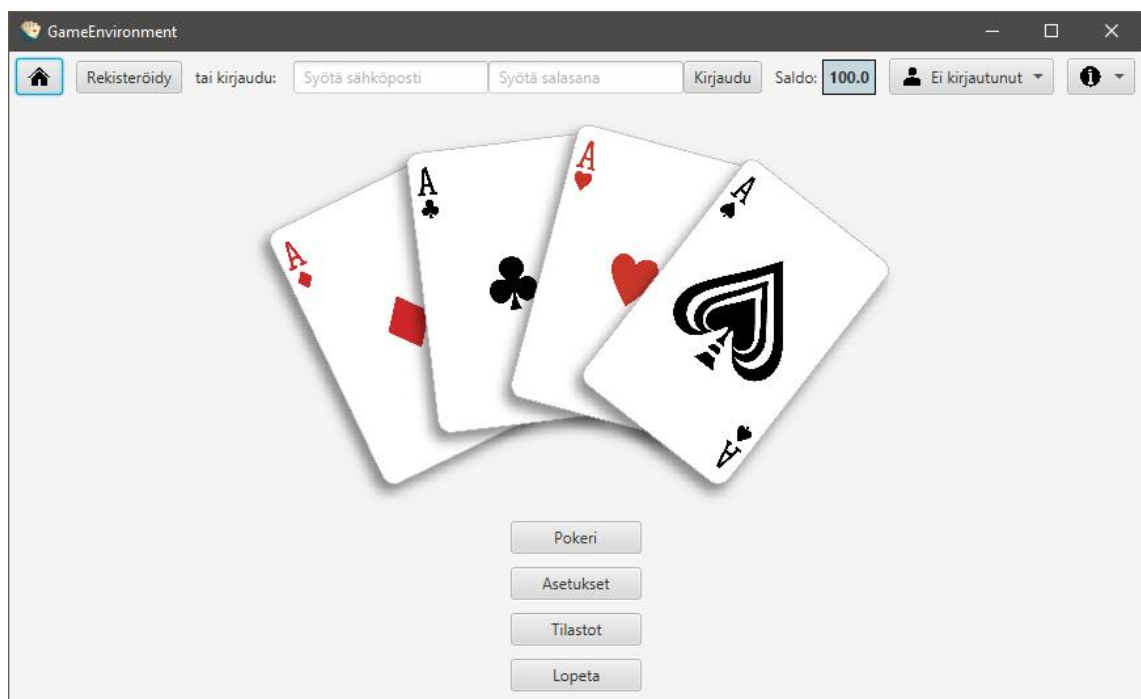 GameEnvironment
Rekisteröidy tai kirjaudu: Syötä sähköposti Syötä salasana Kirjaudu Saldo: 100.0 Ei kirjautunut
A
A
A
A
A
Pokeri
Asetukset
Tilastot
Lopeta